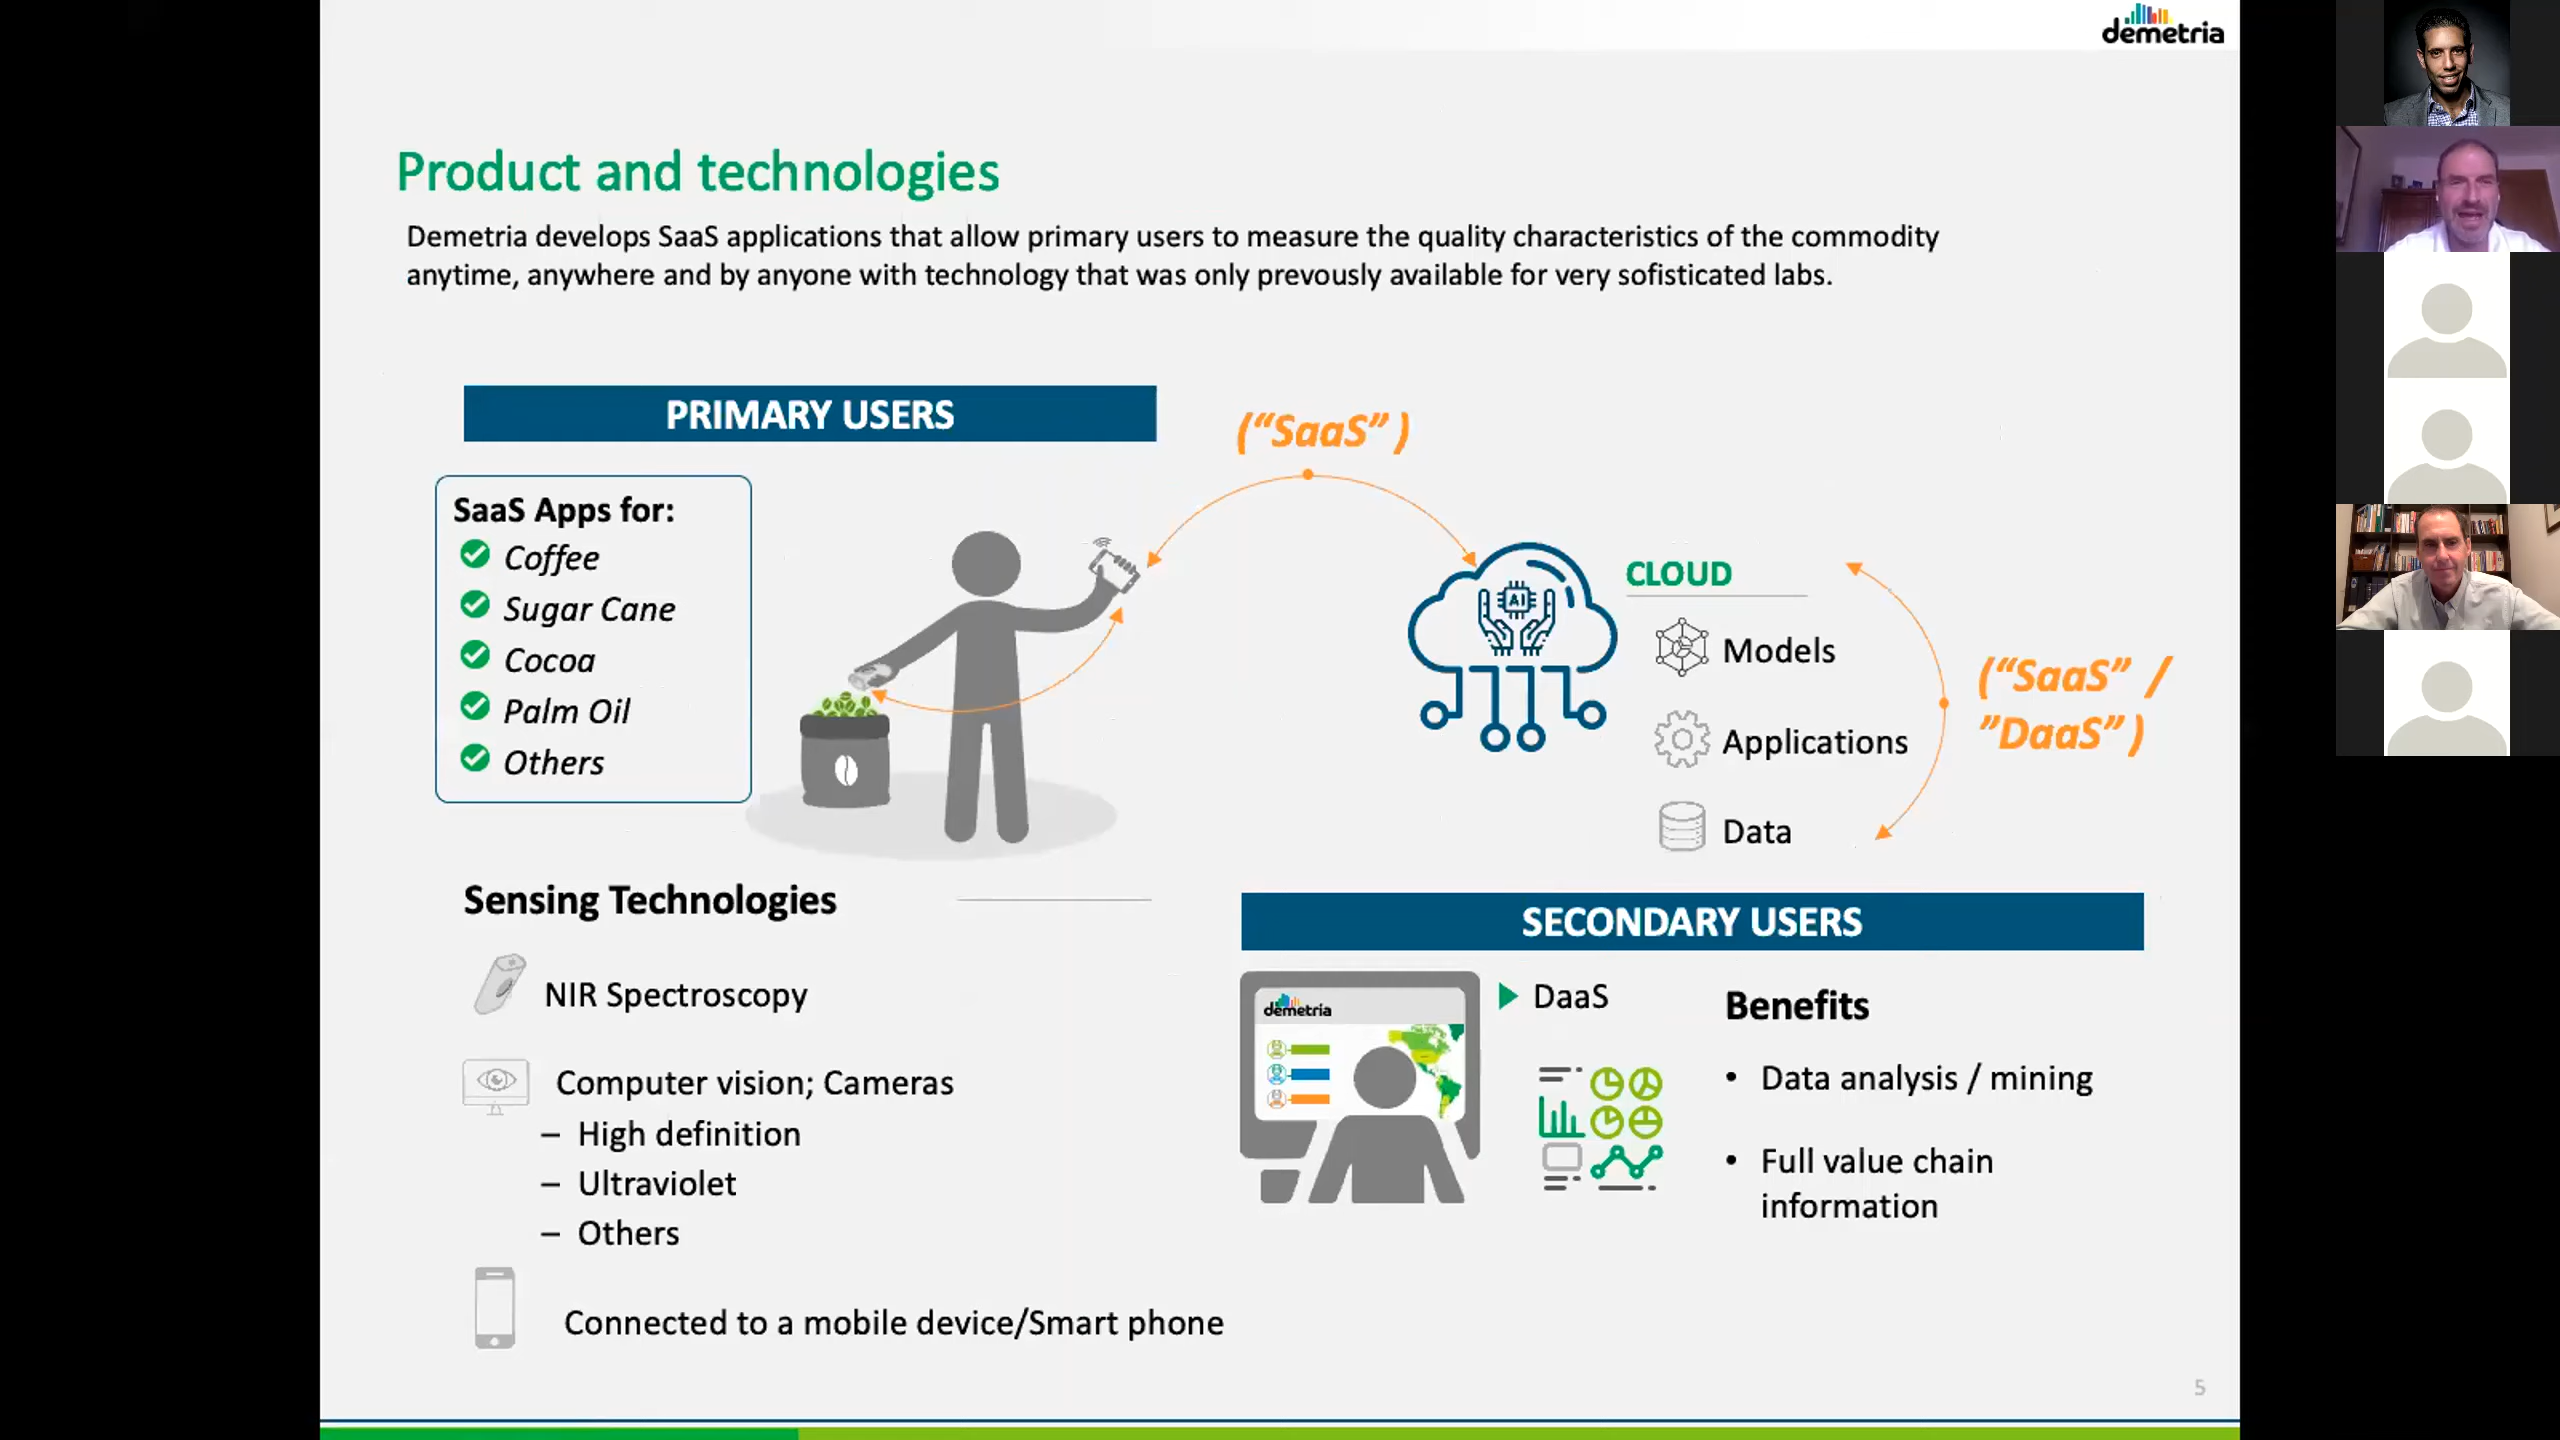 demetria
Product and technologies
Demetria develops SaaS applications that allow primary users to measure the quality characteristics of the commodity
anytime, anywhere and by anyone with technology that was only prevously available for very sofisticated labs.
PRIMARY USERS
("SaaS")
SaaS Apps for:
Coffee
Sugar Cane
Cocoa
Palm Oil
Others
AI
CLOUD
Models
Applications
Data
("SaaS" /
"DaaS")
Sensing Technologies
NIR Spectroscopy
Computer vision; Cameras
– High definition
– Ultraviolet
– Others
Connected to a mobile device/Smart phone
SECONDARY USERS
demetria
DaaS
Benefits
• Data analysis / mining
• Full value chain
information
5